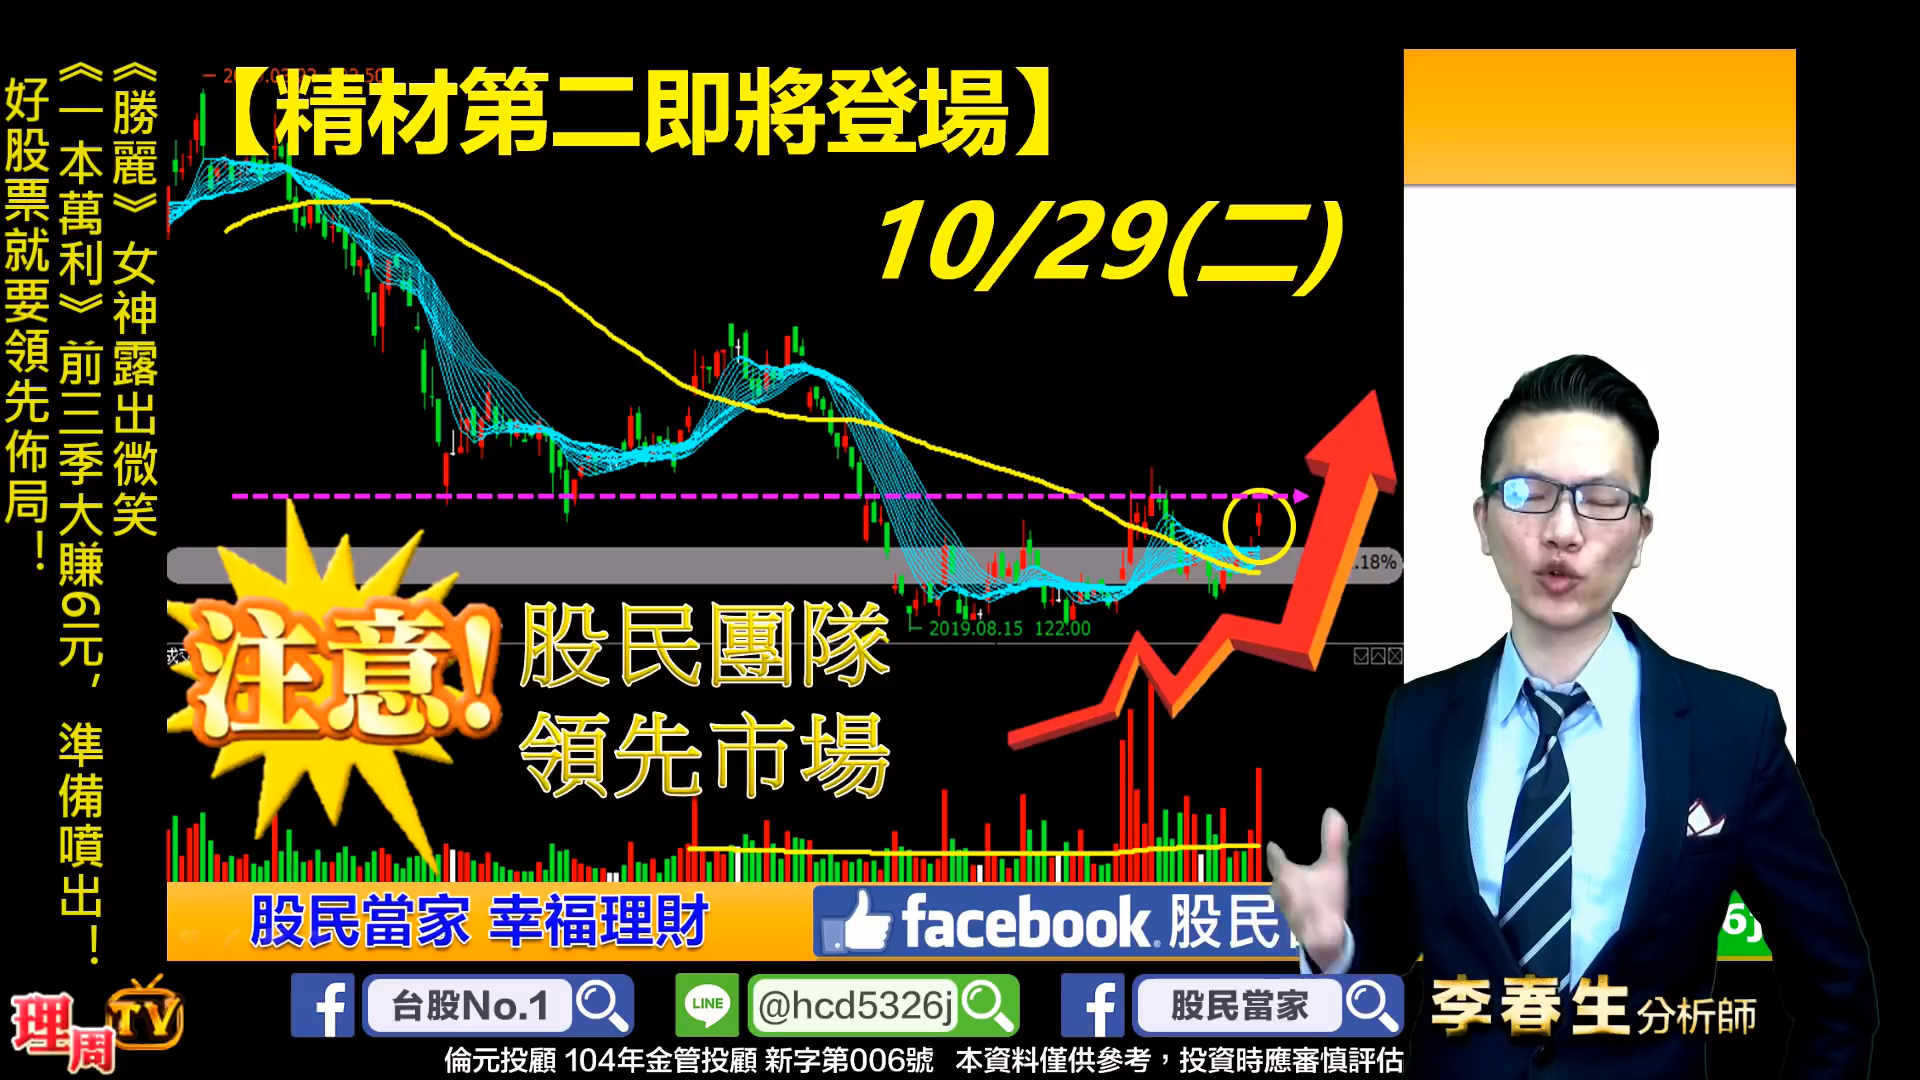 《勝麗》 女神露出微笑
《一本萬利》前三季大賺9元, 準備噴出!
好股票就要領先佈局!
【精材第二即將登場】
10/29(二)
.18%
2019.08.15 122.00
注意!
股民團隊
領先市場
股民當家 幸福理財
facebook 股民
6j
理周TV
台股No.1
LINE
@hcd5326j
股民當家
李春生 分析師
倫元投顧 104年金管投顧 新字第006號 本資料僅供參考，投資時應審慎評估